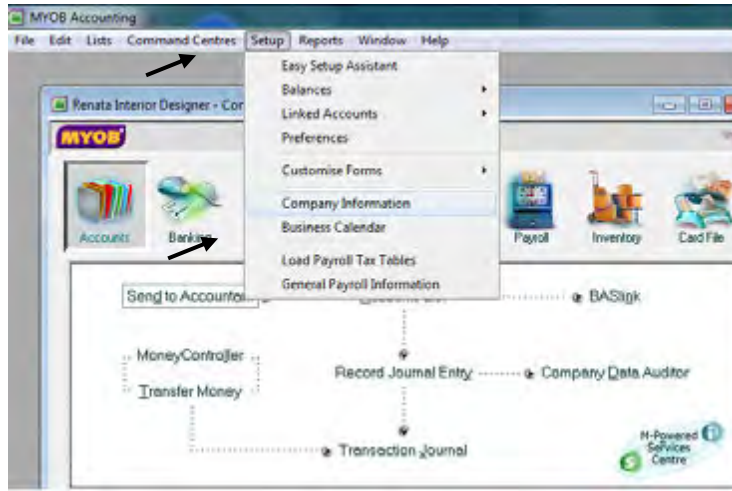 MYOB Accounting
File Edit Lists Command Centres Setup Reports Window Help
Easy Setup Assistant
Balances
Linked Accounts
Preferences
Customise Forms
Company Information
Business Calendar
Load Payroll Tax Tables
General Payroll Information
Renata Interior Designer - Co
MYOB
Accounts Banking Payroll Inventory Card File
Send to Accountan
BASlink
MoneyController
Record Journal Entry Company Data Auditor
Transfer Money
Transaction Journal
M-Powered
Services
Centre